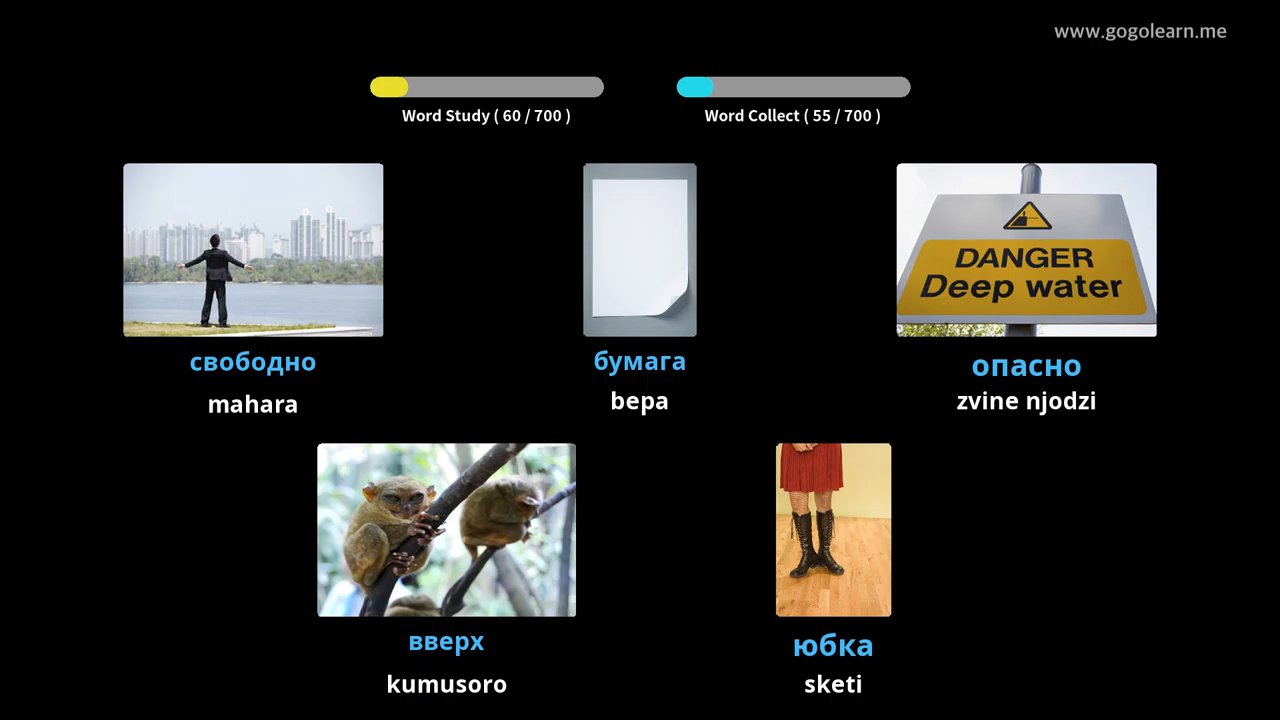 www.gogolearn.me
Word Study ( 60 / 700 )
Word Collect ( 55 / 700 )
DANGER
Deep water
свободно
mahara
бумага
bepa
опасно
zvine njodzi
вверх
kumusoro
юбка
sketi